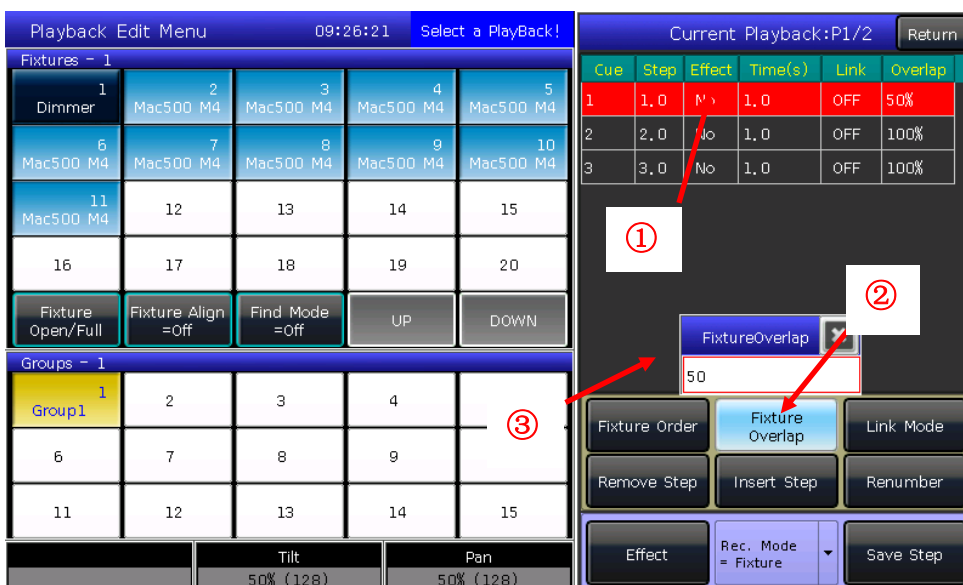 Playback Edit Menu 09:26:21 Select a PlayBack!
Fixtures - 1
1 Dimmer
2 Mac500 M4
3 Mac500 M4
4 Mac500 M4
5 Mac500 M4
6 Mac500 M4
7 Mac500 M4
8 Mac500 M4
9 Mac500 M4
10 Mac500 M4
11 Mac500 M4
12 13 14 15
16 17 18 19 20
Fixture Open/Full
Fixture Align =Off
Find Mode =Off
UP
DOWN
Groups - 1
1 Group1
2 3 4
6 7 8 9
11 12 13 14 15
Tilt Pan
50% (128) 50% (128)
Current Playback:P1/2 Return
Cue Step Effect Time(s) Link Overlap
1 1.0 1.0 OFF 50%
2 2.0 No 1.0 OFF 100%
3 3.0 No 1.0 OFF 100%
①
②
FixtureOverlap
50
③
Fixture Order
Fixture Overlap
Link Mode
Remove Step
Insert Step
Renumber
Effect
Rec. Mode
= Fixture
Save Step